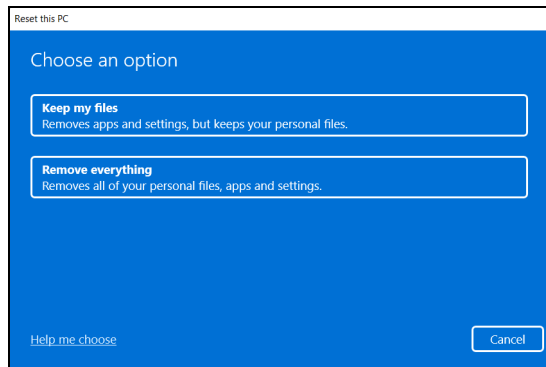 Reset this PC
Choose an option
Keep my files
Removes apps and settings, but keeps your personal files.
Remove everything
Removes all of your personal files, apps and settings.
Help me choose
Cancel